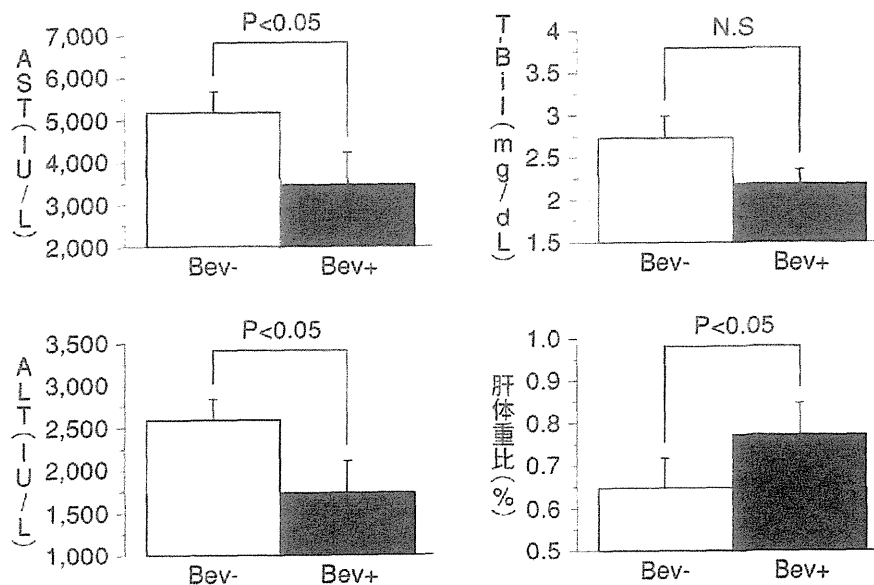 P<0.05
AST(IU/L)
7,000
6,000
5,000
4,000
3,000
2,000
Bev-
Bev+
N.S
T-Bil(mg/dL)
4
3.5
3
2.5
2
1.5
Bev-
Bev+
P<0.05
ALT(IU/L)
3,500
3,000
2,500
2,000
1,500
1,000
Bev-
Bev+
P<0.05
肝体重比(%)
1.0
0.9
0.8
0.7
0.6
0.5
Bev-
Bev+